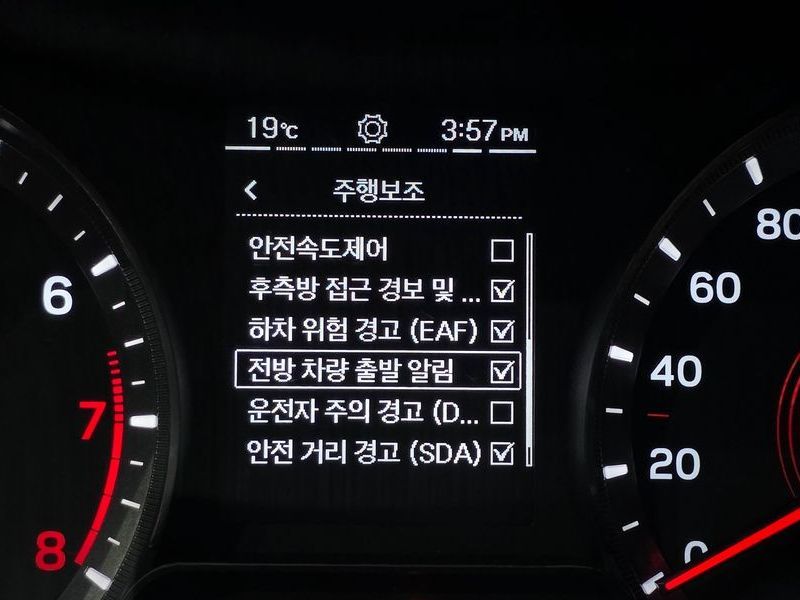 19℃ 3:57PM
< 주행보조
안전속도제어
후측방 접근 경보 및 ...
하차 위험 경고 (EAF)
전방 차량 출발 알림
운전자 주의 경고 (D...
안전 거리 경고 (SDA)
6
7
8
80
60
40
20
0